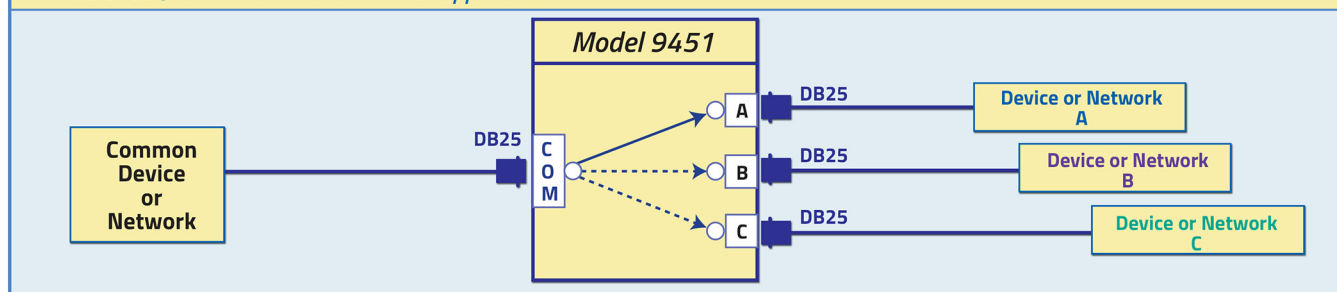 Model 9451
DB25
Common
Device
or
Network
C
O
M
A
DB25
Device or Network
A
B
DB25
Device or Network
B
C
DB25
Device or Network
C